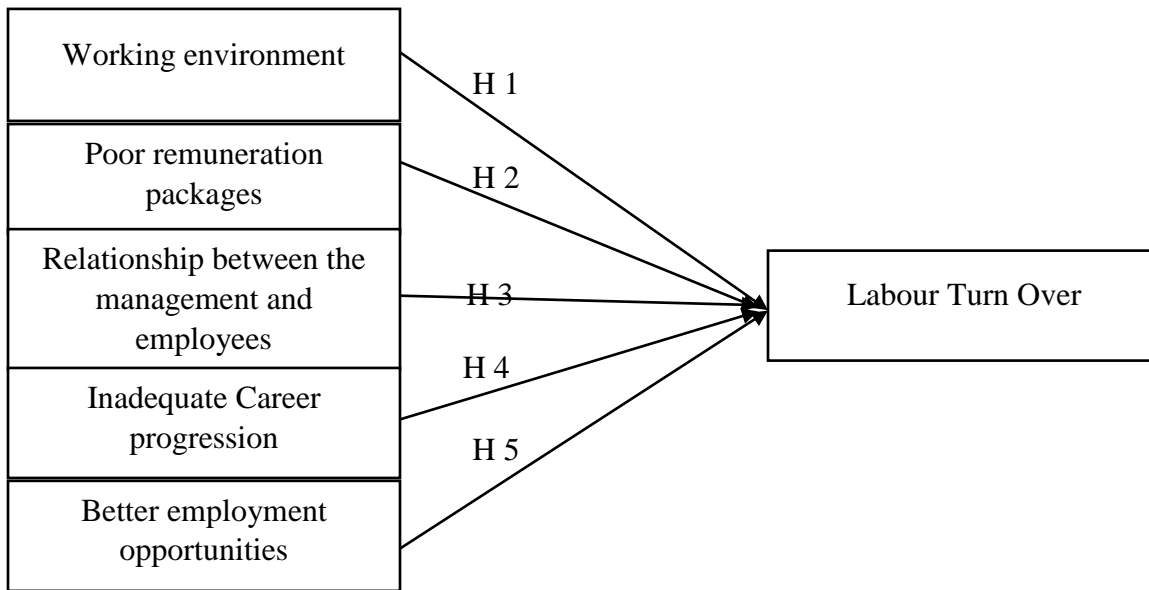 Working environment
H 1
Poor remuneration
packages
H 2
Relationship between the
management and
employees
H 3
Labour Turn Over
Inadequate Career
progression
H 4
Better employment
opportunities
H 5